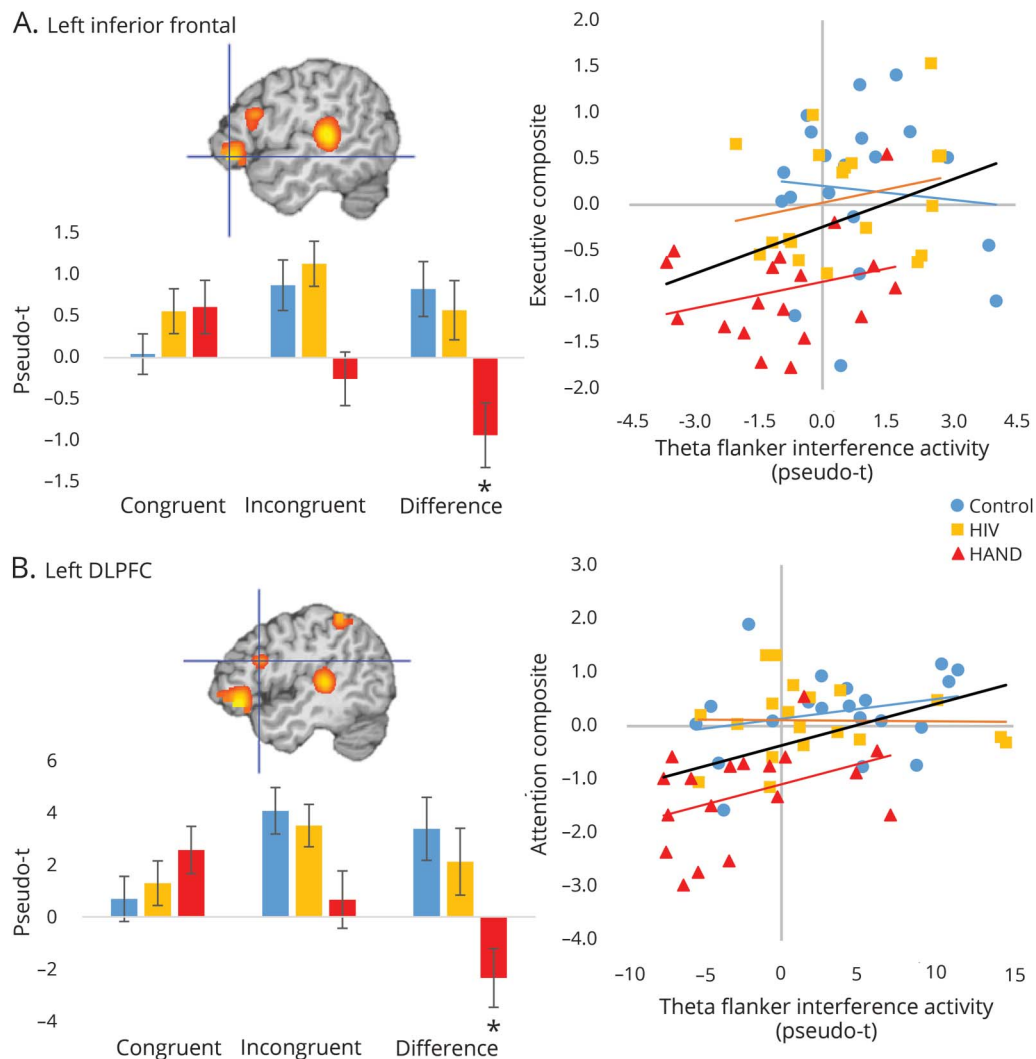 A. Left inferior frontal
Pseudo-t
1.5
1.0
0.5
0.0
–0.5
–1.0
–1.5
Congruent
Incongruent
Difference
*
Executive composite
2.0
1.5
1.0
0.5
0.0
–0.5
–1.0
–1.5
–2.0
-4.5 -3.0 -1.5 0.0 1.5 3.0 4.5
Theta flanker interference activity
(pseudo-t)
Control
HIV
HAND
B. Left DLPFC
Pseudo-t
6
4
2
0
–2
–4
Congruent
Incongruent
Difference
*
Attention composite
3.0
2.0
1.0
0.0
–1.0
–2.0
–3.0
–4.0
–10 –5 0 5 10 15
Theta flanker interference activity
(pseudo-t)